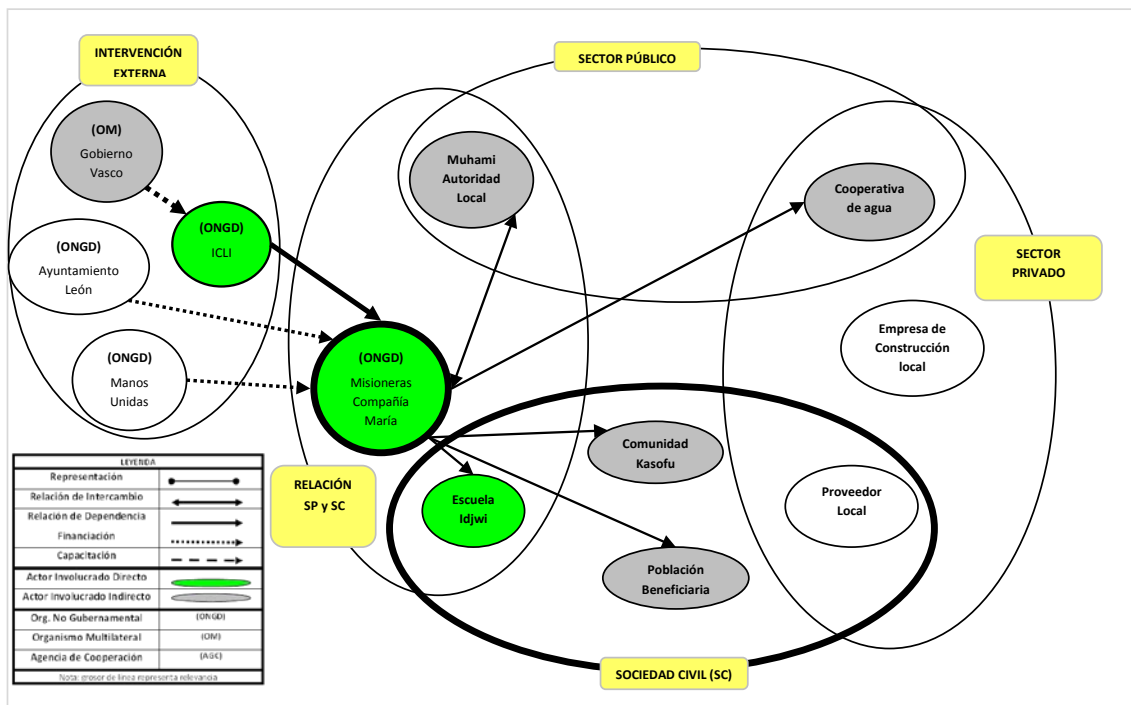 INTERVENCIÓN
EXTERNA
SECTOR PÚBLICO
(OM)
Gobierno
Vasco
(ONGD)
ICLI
(ONGD)
Ayuntamiento
León
(ONGD)
Manos
Unidas
Muhami
Autoridad
Local
Cooperativa
de agua
SECTOR
PRIVADO
Empresa de
Construcción
local
(ONGD)
Misioneras
Compañía
María
Comunidad
Kasofu
RELACIÓN
SP y SC
Escuela
Idjwi
Proveedor
Local
Población
Beneficiaria
SOCIEDAD CIVIL (SC)
LEYENDA
Representación
Relación de Intercambio
Relación de Dependencia
Financiación
Capacitación
Actor Involucrado Directo
Actor Involucrado Indirecto
Org. No Gubernamental (ONGD)
Organismo Multilateral (OM)
Agencia de Cooperación (AGC)
Nota: grosor de linea representa relevancia